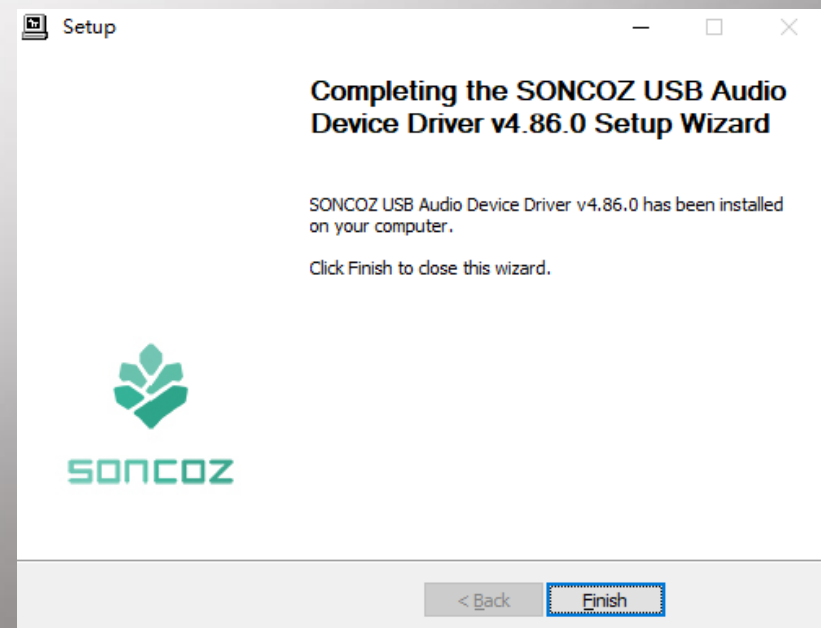 Setup
Completing the SONCOZ USB Audio
Device Driver v4.86.0 Setup Wizard
SONCOZ USB Audio Device Driver v4.86.0 has been installed
on your computer.
Click Finish to close this wizard.
SONCOZ
< Back
Finish